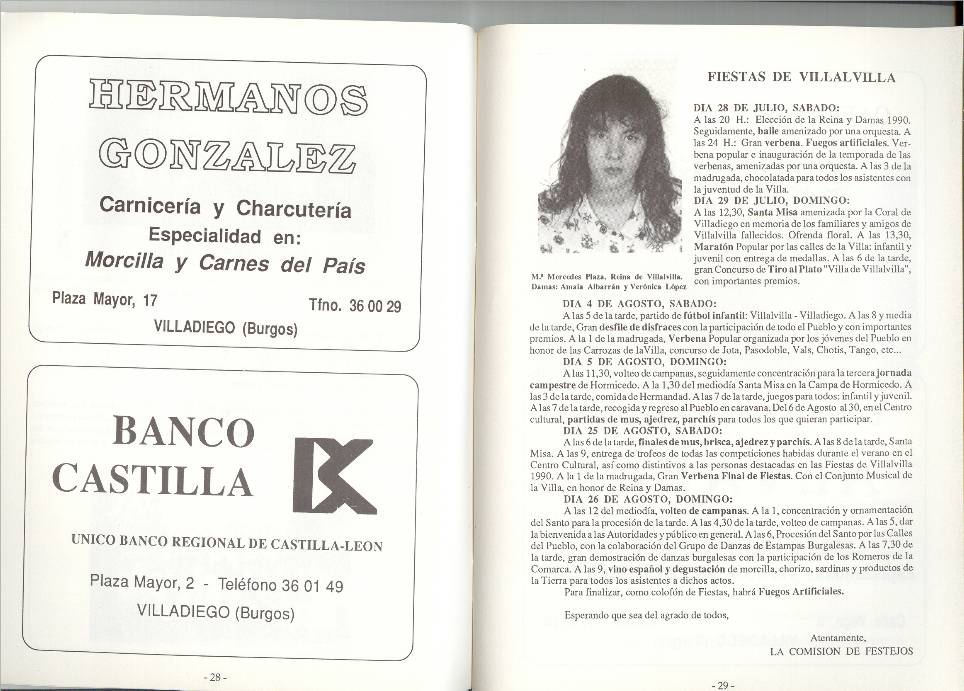 HERMANOS
GONZALEZ
Carnicería y Charcutería
Especialidad en:
Morcilla y Carnes del País
Plaza Mayor, 17
Tfno. 36 00 29
VILLADIEGO (Burgos)
BANCO
CASTILLA
UNICO BANCO REGIONAL DE CASTILLA-LEON
Plaza Mayor, 2 - Teléfono 36 01 49
VILLADIEGO (Burgos)
- 28 -
FIESTAS DE VILLALVILLA
DIA 28 DE JULIO, SABADO:
A las 20 H.: Elección de la Reina y Damas 1990.
Seguidamente, baile amenizado por una orquesta. A
las 24 H.: Gran verbena. Fuegos artificiales. Ver-
bena popular e inauguración de la temporada de las
verbenas, amenizadas por una orquesta. A las 3 de la
madrugada, chocolatada para todos los asistentes con
la juventud de la Villa.
DIA 29 DE JULIO, DOMINGO:
A las 12,30, Santa Misa amenizada por la Coral de
Villadiego en memoria de los familiares y amigos de
Villalvilla fallecidos. Ofrenda floral. A las 13,30,
Maratón Popular por las calles de la Villa: infantil y
juvenil con entrega de medallas. A las 6 de la tarde,
gran Concurso de Tiro al Plato "Villa de Villalvilla",
con importantes premios.
M.ª Mercedes Plaza. Reina de Villalvilla.
Damas: Amaia Albarrán y Verónica López
DIA 4 DE AGOSTO, SABADO:
A las 5 de la tarde, partido de fútbol infantil: Villalvilla - Villadiego. A las 8 y media
de la tarde, Gran desfile de disfraces con la participación de todo el Pueblo y con importantes
premios. A la 1 de la madrugada, Verbena Popular organizada por los jóvenes del Pueblo en
honor de las Carrozas de laVilla, concurso de Jota, Pasodoble, Vals, Chotis, Tango, etc...
DIA 5 DE AGOSTO, DOMINGO:
A las 11,30, volteo de campanas, seguidamente concentración para la tercera jornada
campestre de Hormicedo. A la 1,30 del mediodía Santa Misa en la Campa de Hormicedo. A
las 3 de la tarde, comida de Hermandad. A las 7 de la tarde, juegos para todos: infantil y juvenil.
A las 7 de la tarde, recogida y regreso al Pueblo en caravana. Del 6 de Agosto al 30, en el Centro
cultural, partidas de mus, ajedrez, parchís para todos los que quieran participar.
DIA 25 DE AGOSTO, SABADO:
A las 6 de la tarde, finales de mus, brisca, ajedrez y parchís. A las 8 de la tarde, Santa
Misa. A las 9, entrega de trofeos de todas las competiciones habidas durante el verano en el
Centro Cultural, así como distintivos a las personas destacadas en las Fiestas de Villalvilla
1990. A la 1 de la madrugada, Gran Verbena Final de Fiestas. Con el Conjunto Musical de
la Villa, en honor de Reina y Damas.
DIA 26 DE AGOSTO, DOMINGO:
A las 12 del mediodía, volteo de campanas. A la 1, concentración y ornamentación
del Santo para la procesión de la tarde. A las 4,30 de la tarde, volteo de campanas. A las 5, dar
la bienvenida a las Autoridades y público en general. A las 6, Procesión del Santo por las Calles
del Pueblo, con la colaboración del Grupo de Danzas de Estampas Burgalesas. A las 7,30 de
la tarde, gran demostración de danzas burgalesas con la participación de los Romeros de la
Comarca. A las 9, vino español y degustación de morcilla, chorizo, sardinas y productos de
la Tierra para todos los asistentes a dichos actos.
Para finalizar, como colofón de Fiestas, habrá Fuegos Artificiales.
Esperando que sea del agrado de todos,
Atentamente,
LA COMISION DE FESTEJOS
- 29 -